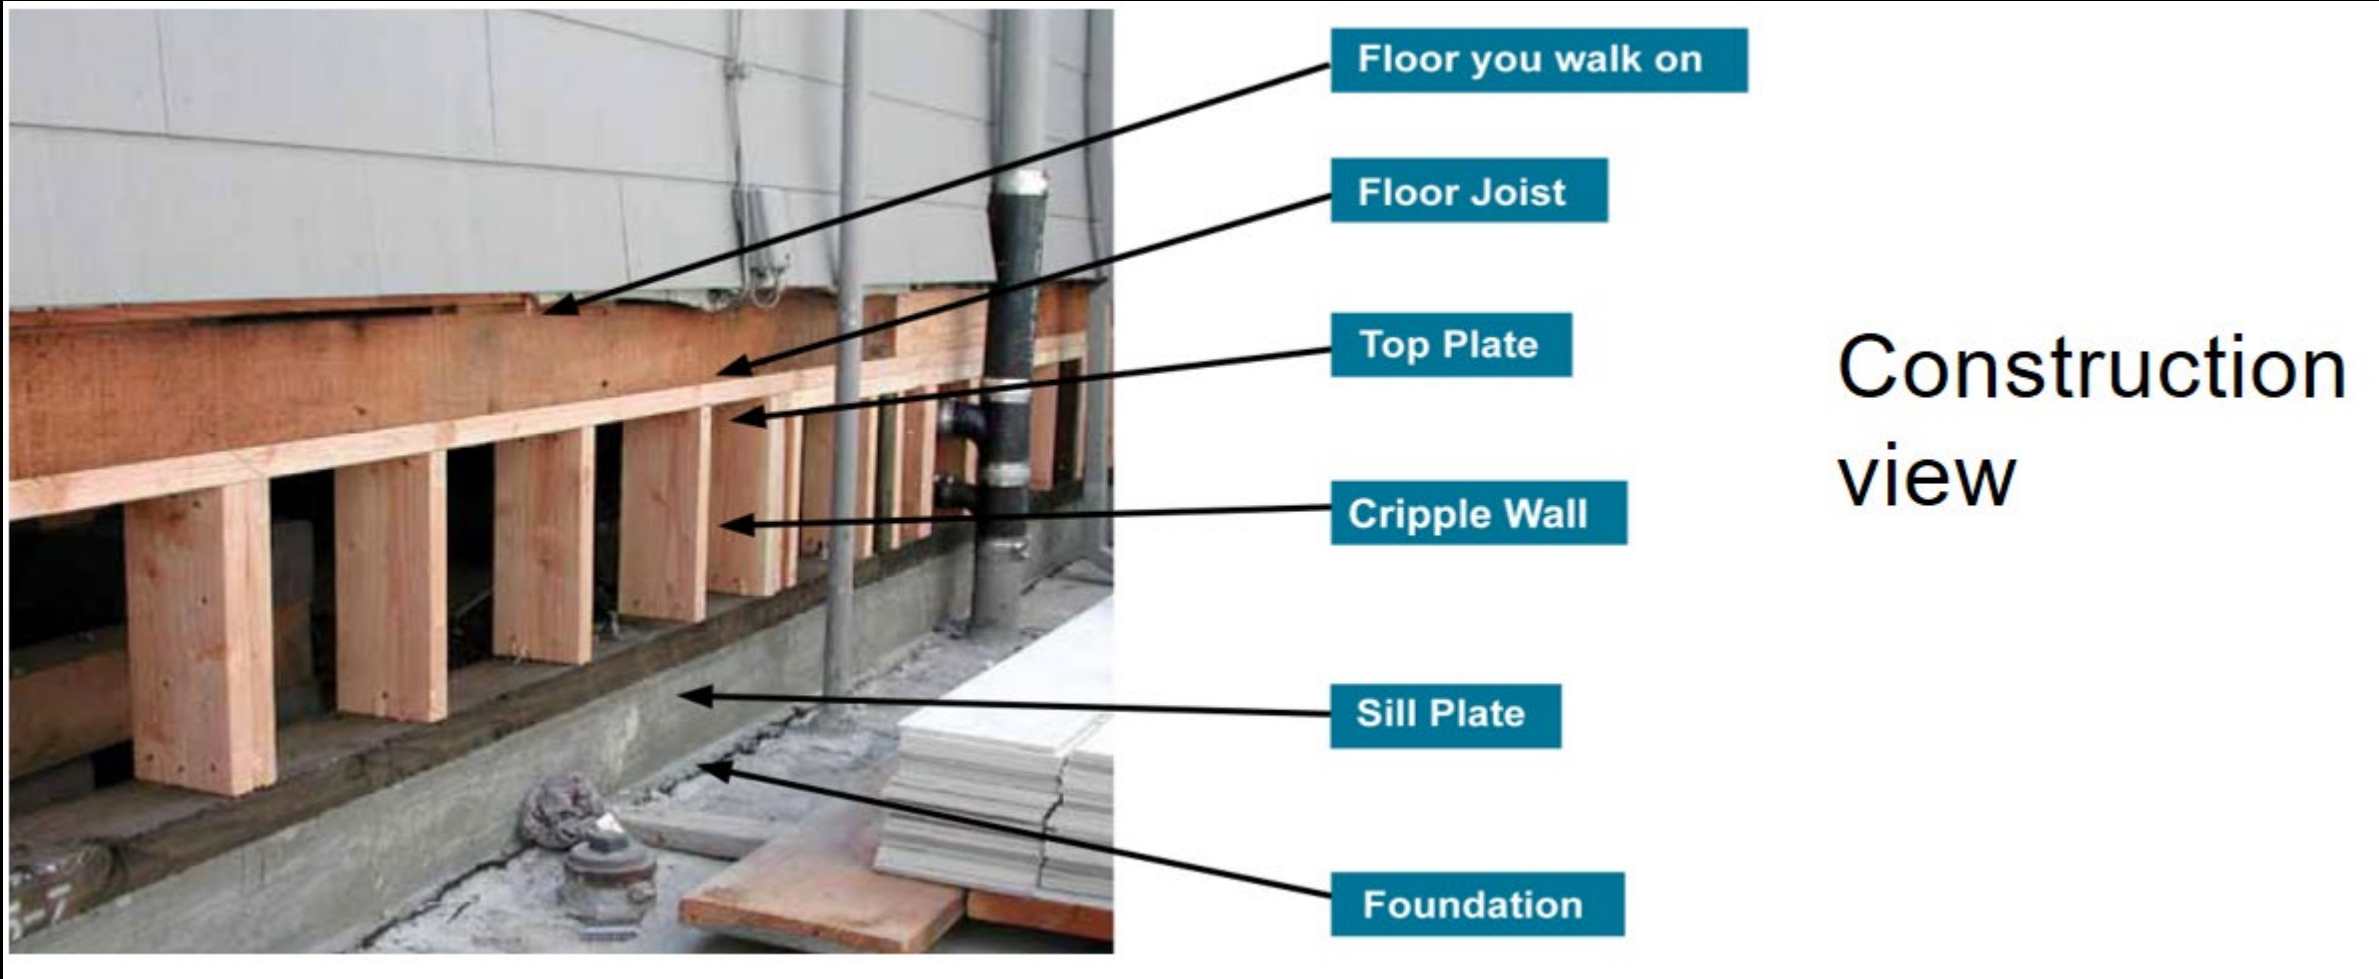 Floor you walk on
Floor Joist
Top Plate
Cripple Wall
Sill Plate
Foundation
Construction
view